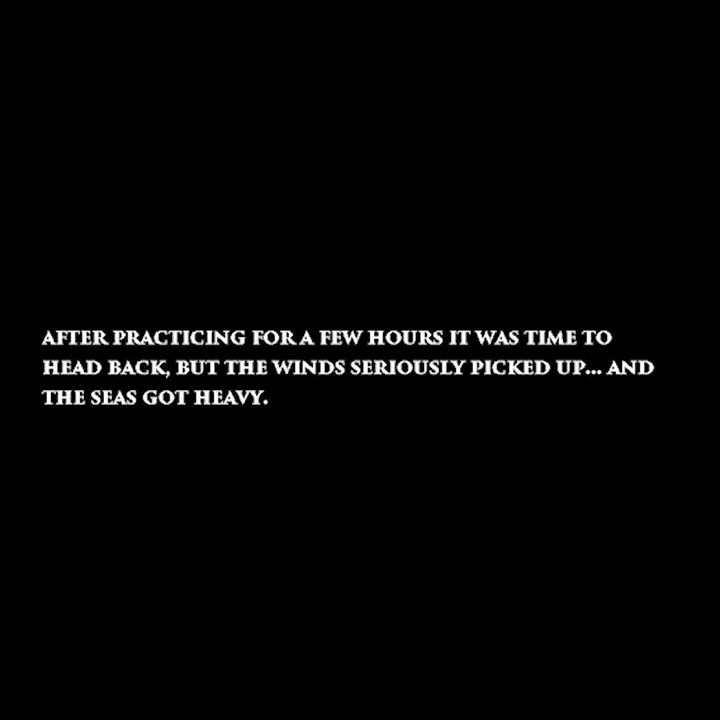 AFTER PRACTICING FOR A FEW HOURS IT WAS TIME TO
HEAD BACK, BUT THE WINDS SERIOUSLY PICKED UP... AND
THE SEAS GOT HEAVY.